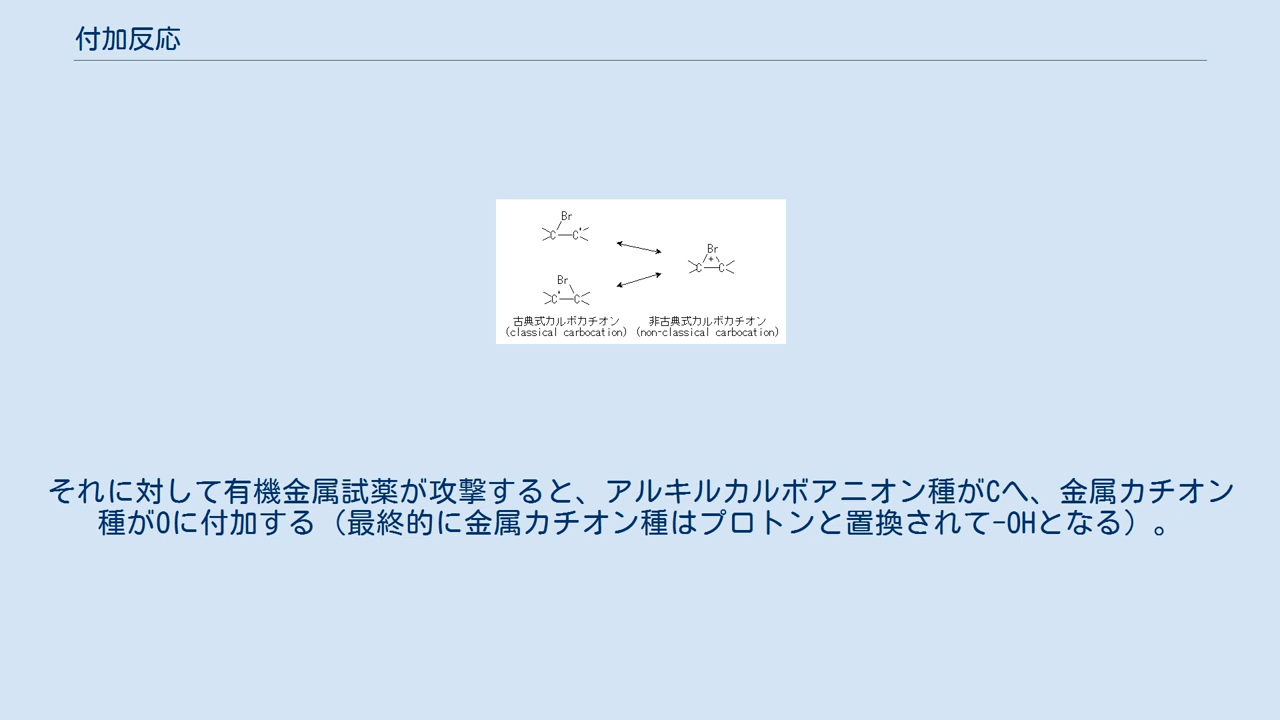 付加反応
Br
C C
Br
C + C
Br
C C
古典式カルボカチオン 非古典式カルボカチオン
(classical carbocation) (non-classical carbocation)
それに対して有機金属試薬が攻撃すると、アルキルカルボアニオン種がCへ、金属カチオン
種がOに付加する（最終的に金属カチオン種はプロトンと置換されて-OHとなる）。